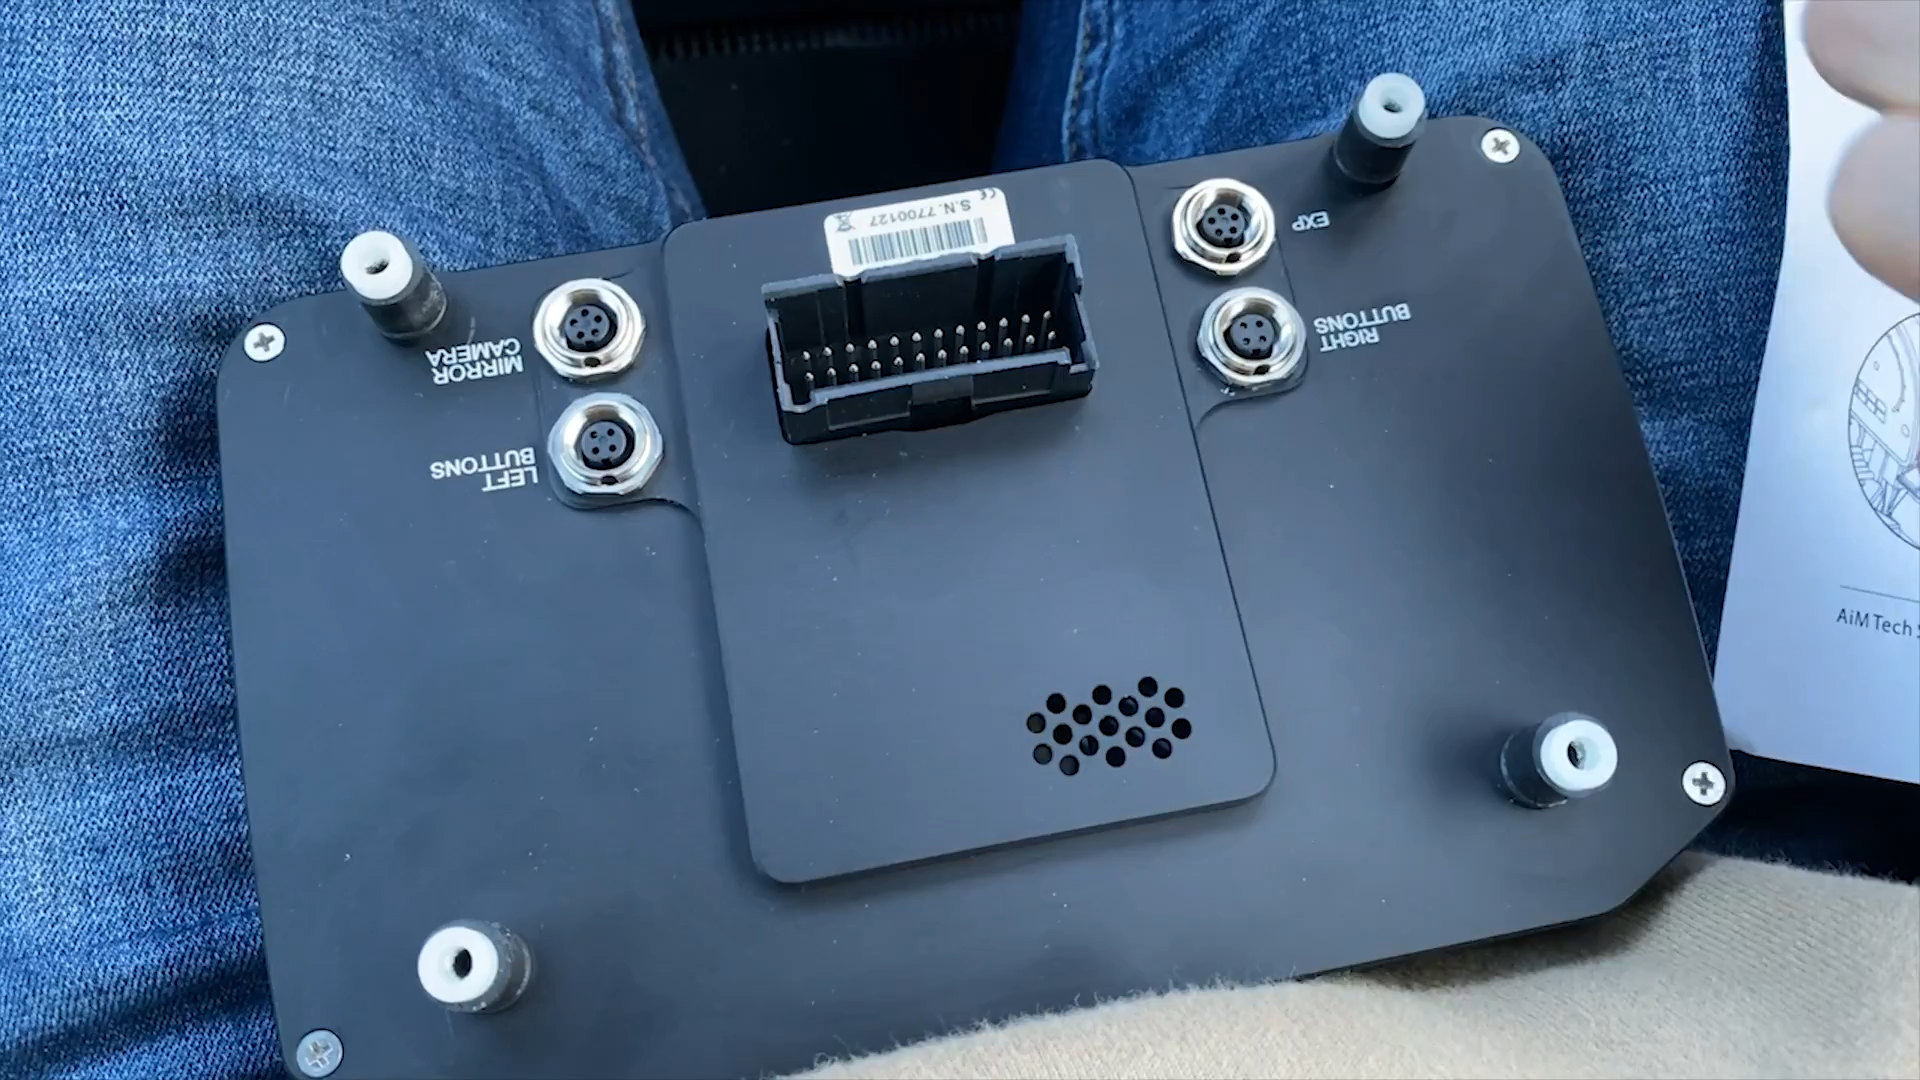 S.N. 7700127
EXP
RIGHT
BUTTONS
MIRROR
CAMERA
LEFT
BUTTONS
AiM Tech